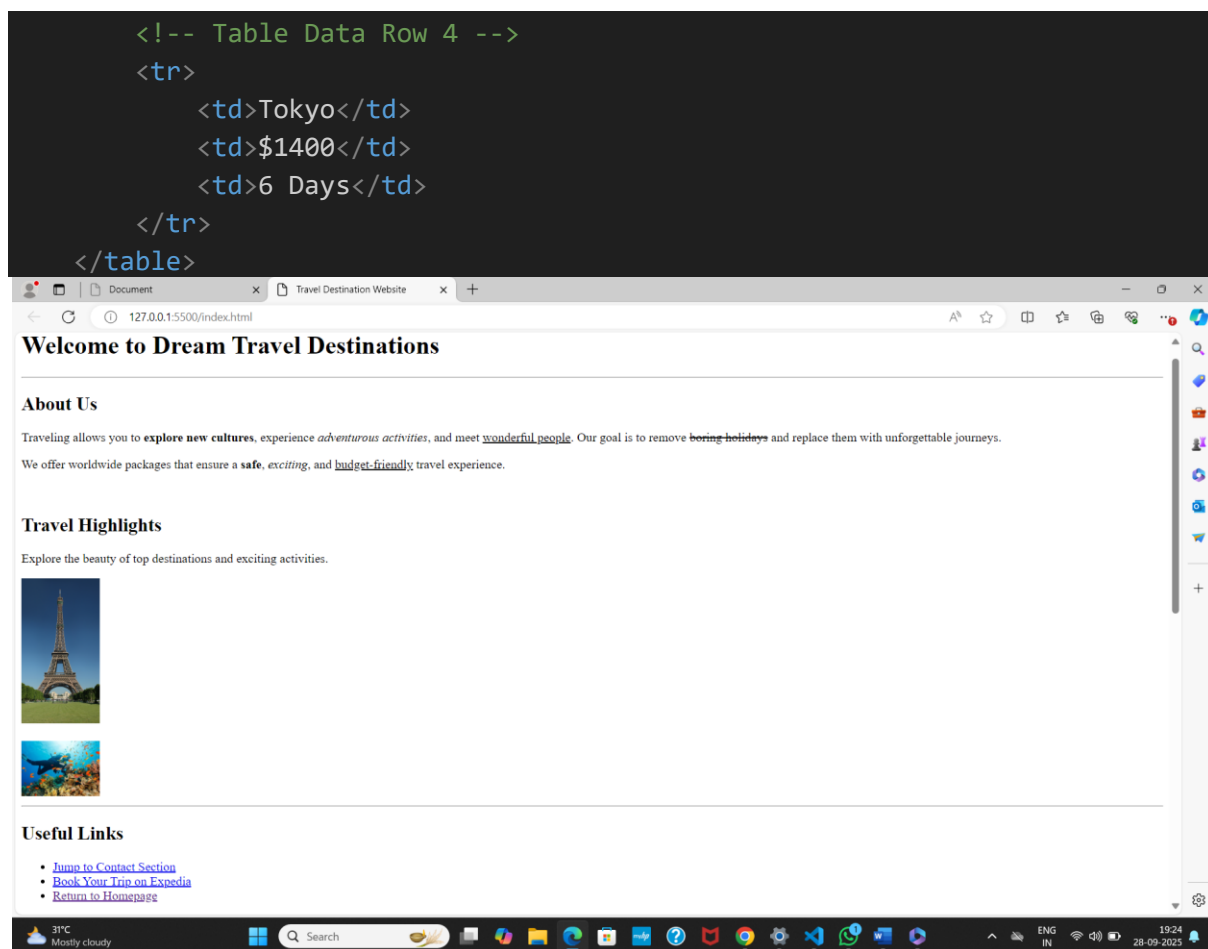 <!-- Table Data Row 4 -->
<tr>
<td>Tokyo</td>
<td>$1400</td>
<td>6 Days</td>
</tr>
</table>
Document
Travel Destination Website
127.0.0.1:5500/index.html
Welcome to Dream Travel Destinations
About Us
Traveling allows you to explore new cultures, experience adventurous activities, and meet wonderful people. Our goal is to remove boring holidays and replace them with unforgettable journeys.
We offer worldwide packages that ensure a safe, exciting, and budget-friendly travel experience.
Travel Highlights
Explore the beauty of top destinations and exciting activities.
Useful Links
Jump to Contact Section
Book Your Trip on Expedia
Return to Homepage
31°C
Mostly cloudy
Search
ENG
IN
19:24
28-09-2025